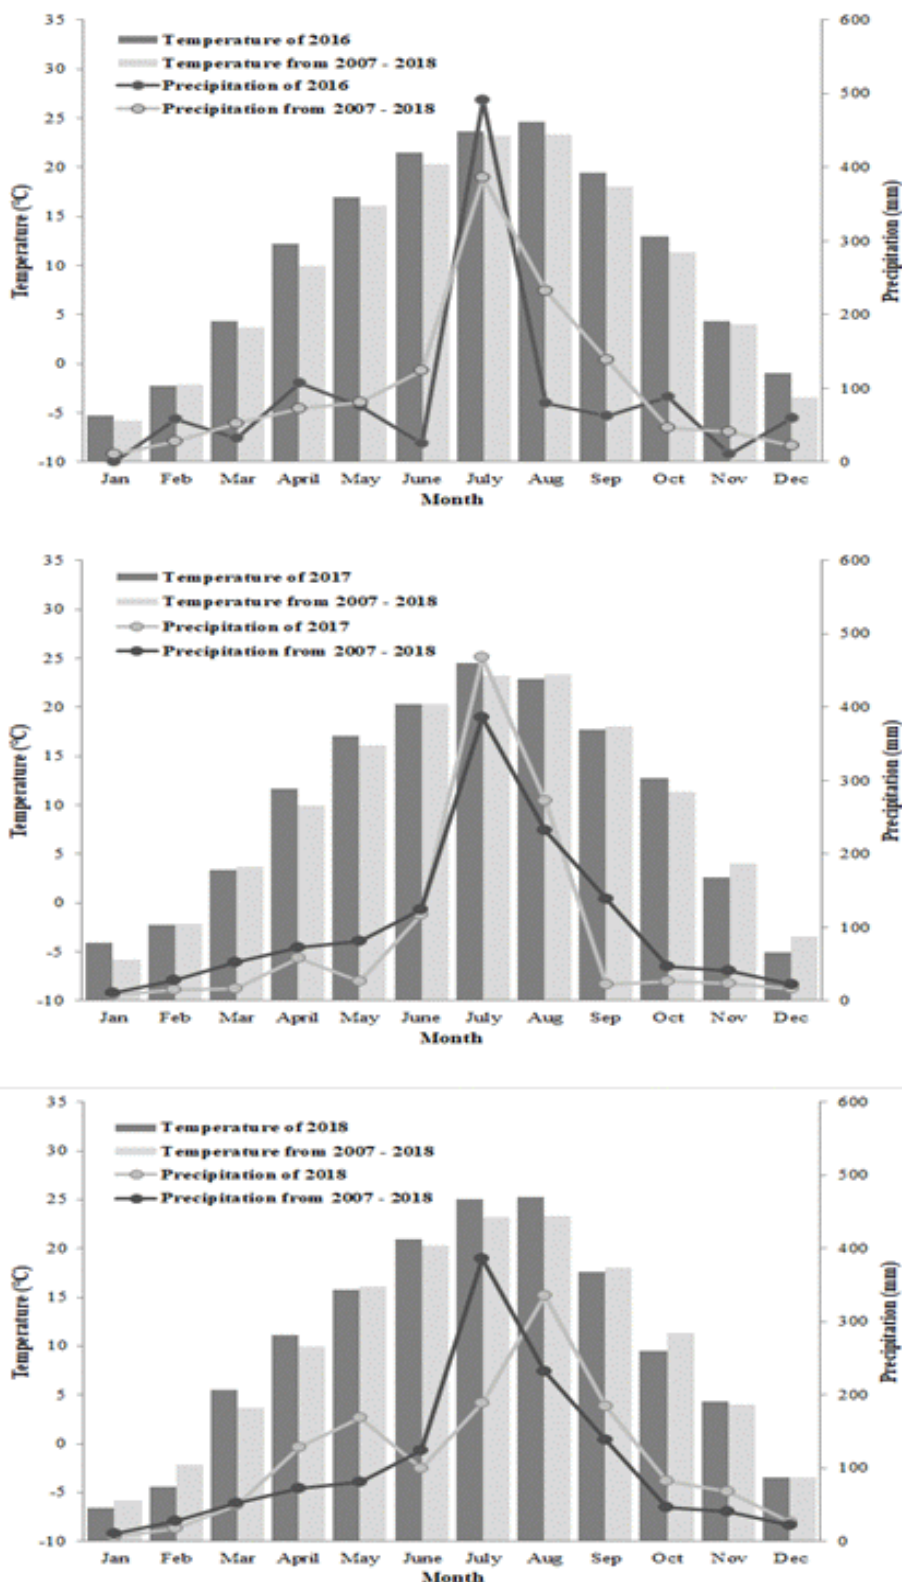 35
30
25
20
15
10
5
0
-5
-10
Temperature (℃)
Temperature of 2016
Temperature from 2007 - 2018
Precipitation of 2016
Precipitation from 2007 - 2018
600
500
400
300
200
100
0
Precipitation (mm)
Jan Feb Mar April May June July Aug Sep Oct Nov Dec
Month
35
30
25
20
15
10
5
0
-5
-10
Temperature (℃)
Temperature of 2017
Temperature from 2007 - 2018
Precipitation of 2017
Precipitation from 2007 - 2018
600
500
400
300
200
100
0
Precipitation (mm)
Jan Feb Mar April May June July Aug Sep Oct Nov Dec
Month
35
30
25
20
15
10
5
0
-5
-10
Temperature (℃)
Temperature of 2018
Temperature from 2007 - 2018
Precipitation of 2018
Precipitation from 2007 - 2018
600
500
400
300
200
100
0
Precipitation (mm)
Jan Feb Mar April May June July Aug Sep Oct Nov Dec
Month